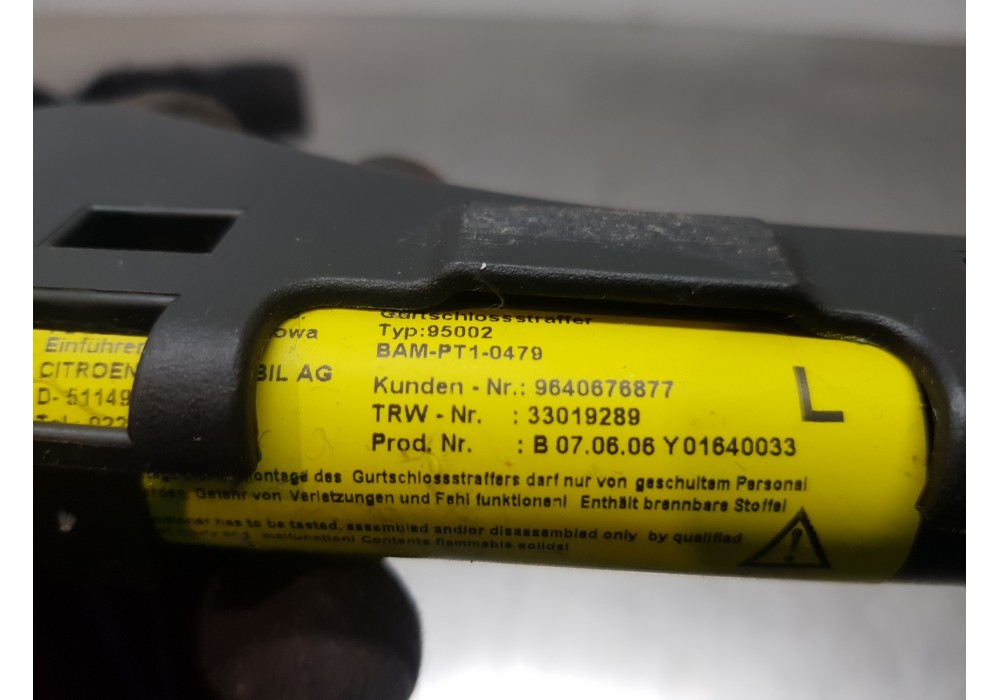 Gurtschlossstraffer
Typ:95002
BAM-PT1-0479
Einführer
CITROEN BIL AG
D- 51149
Kunden - Nr.: 9640676877
TRW - Nr. : 33019289
Prod. Nr. : B 07.06.06 Y01640033
L
des Gurtschlossstraffers darf nur von geschultem Personal
Gefahr von Verletzungen und Fehl funktionen! Enthält brennbare Stoffe!
has to be tested, assembled and/or disassembled only by qualified
malfunction! Contents flammable solids!